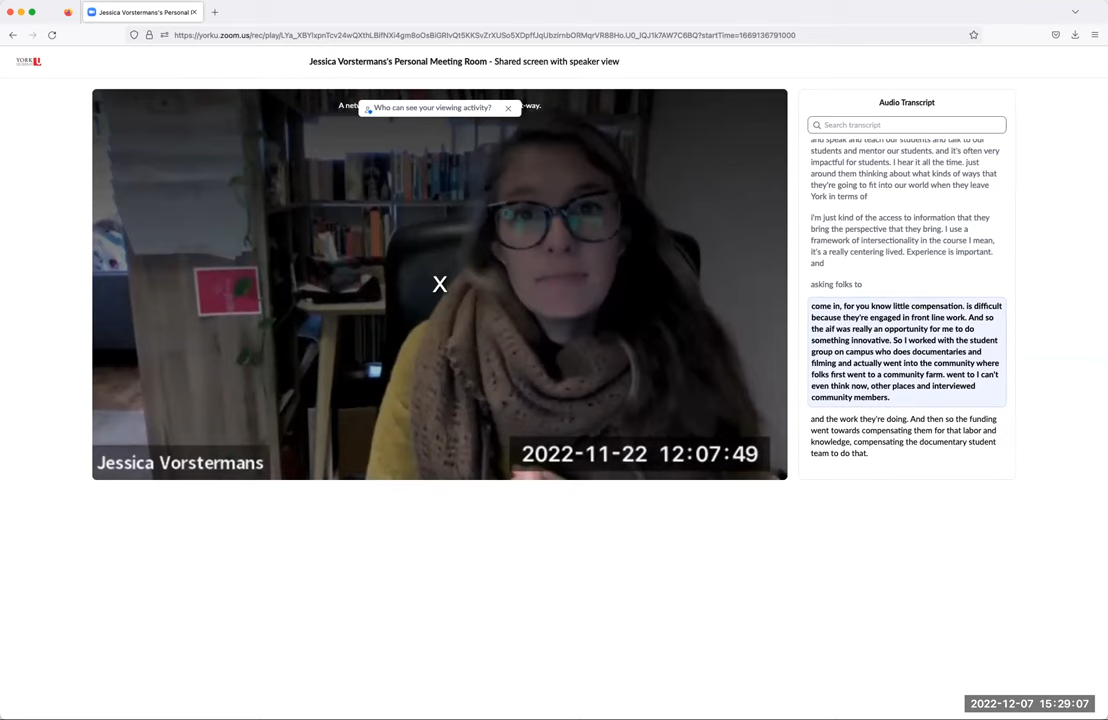 Jessica Vorstermans's Personal
https://yorku.zoom.us/rec/play/LYa_XBYlxpnTcv24wQXthLBifNXi4gm8oOsBiGRlvQt5KKSvZrXUSo5XDpffJqUbzirnbORMqrVR88Ho.U0_lQJ1k7AW7C6BQ?startTime=1669136791000
YORK U
Jessica Vorstermans's Personal Meeting Room - Shared screen with speaker view
Who can see your viewing activity?
X
Jessica Vorstermans
2022-11-22 12:07:49
Audio Transcript
Search transcript
and speak and teach our students and talk to our
students and mentor our students. and it's often very
impactful for students. I hear it all the time. just
around them thinking about what kinds of ways that
they're going to fit into our world when they leave
York in terms of
i'm just kind of the access to information that they
bring the perspective that they bring. I use a
framework of intersectionality in the course I mean,
it's a really centering lived. Experience is important.
and
asking folks to
come in, for you know little compensation. is difficult
because they're engaged in front line work. And so
the aif was really an opportunity for me to do
something innovative. So I worked with the student
group on campus who does documentaries and
filming and actually went into the community where
folks first went to a community farm. went to I can't
even think now, other places and interviewed
community members.
and the work they're doing. And then so the funding
went towards compensating them for that labor and
knowledge, compensating the documentary student
team to do that.
2022-12-07 15:29:07